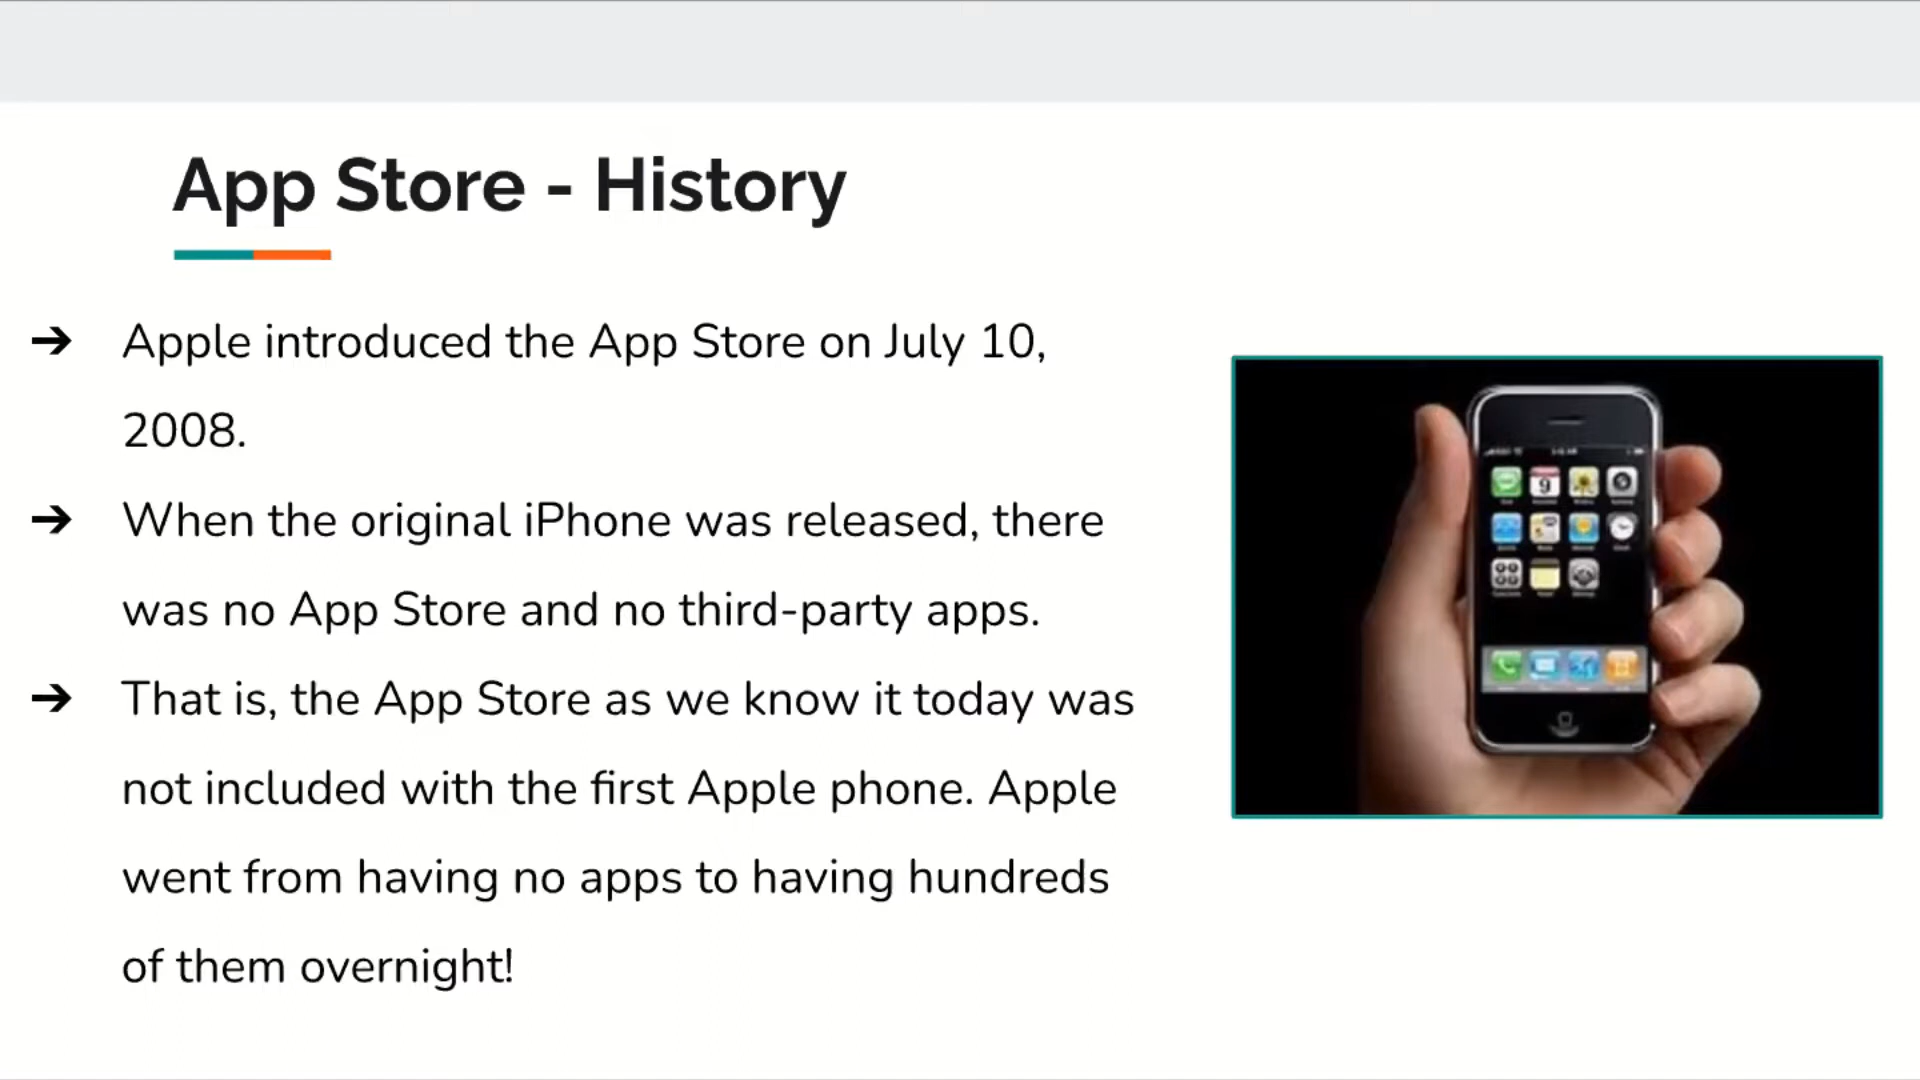 App Store - History
➔ Apple introduced the App Store on July 10,
2008.
➔ When the original iPhone was released, there
was no App Store and no third-party apps.
➔ That is, the App Store as we know it today was
not included with the first Apple phone. Apple
went from having no apps to having hundreds
of them overnight!
9